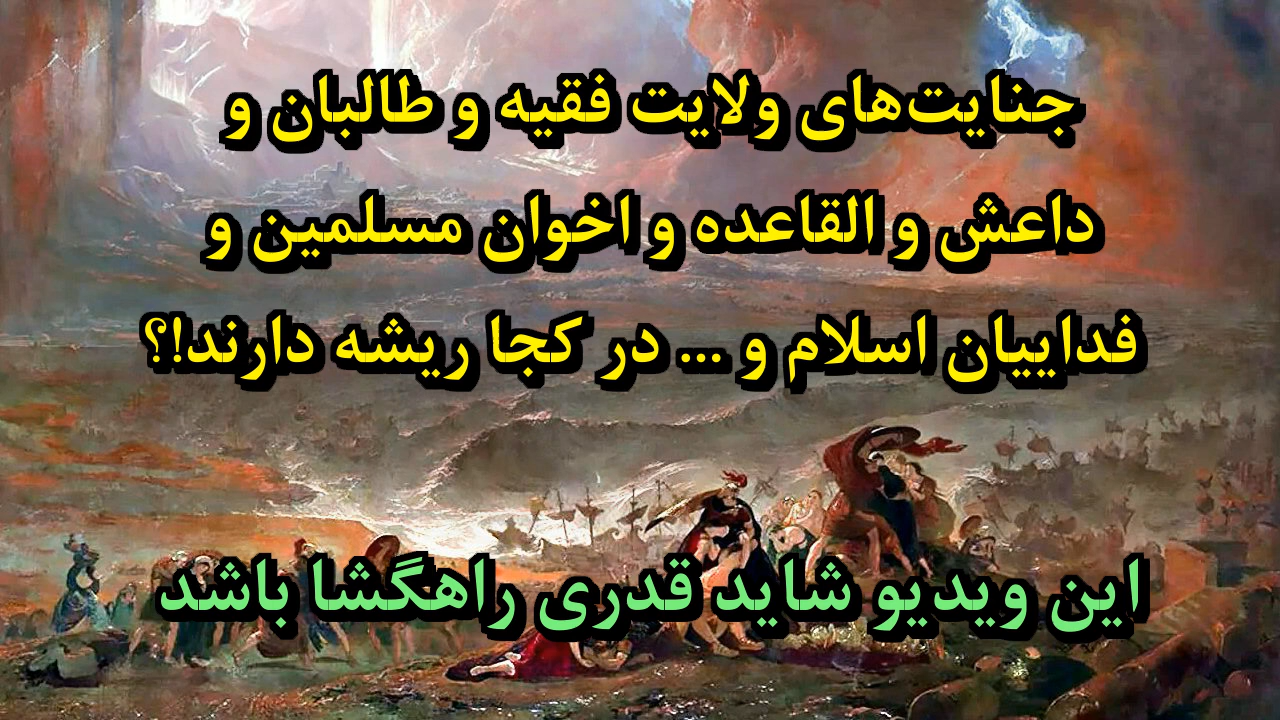 جنایت‌های ولایت فقیه و طالبان و
داعش و القاعده و اخوان مسلمین و
فداییان اسلام و ... در کجا ریشه دارند!؟
این ویدیو شاید قدری راهگشا باشد